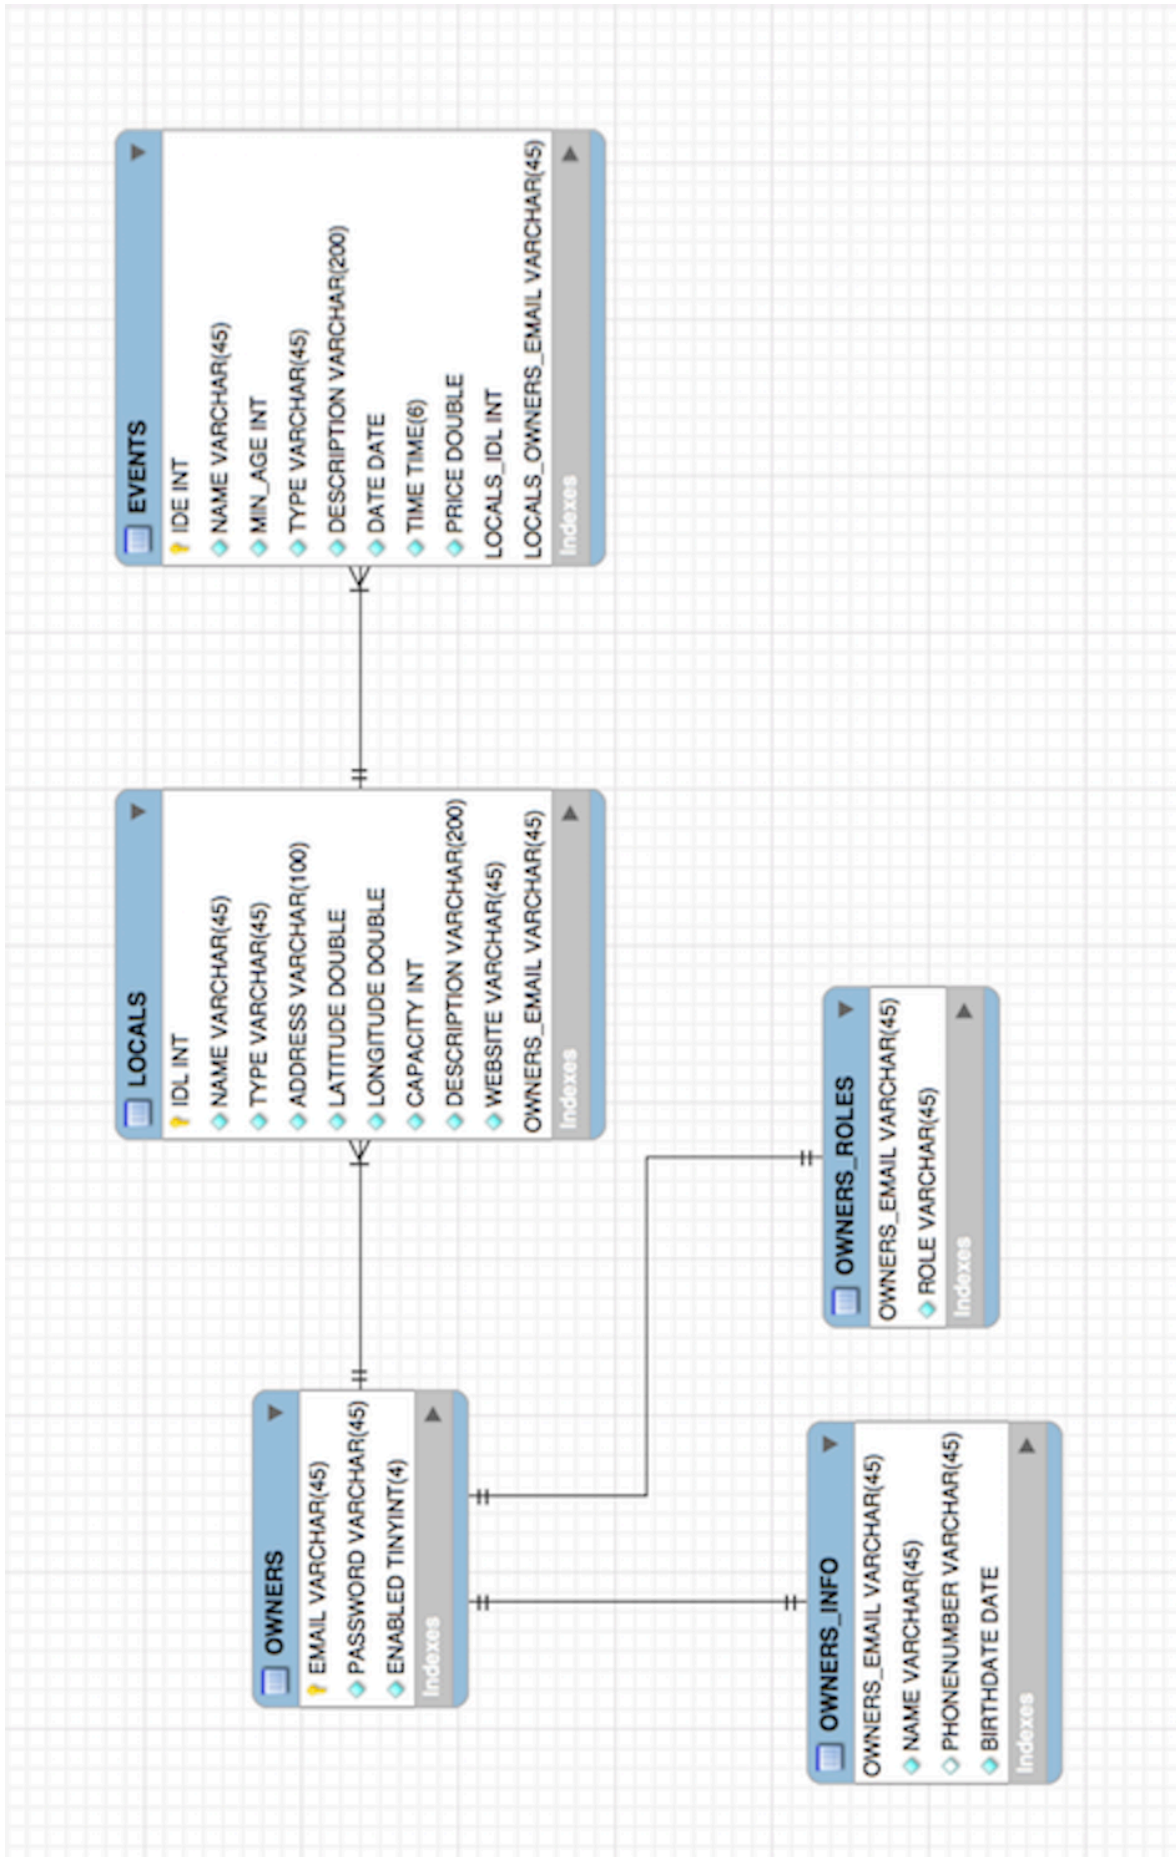 OWNERS
EMAIL VARCHAR(45)
PASSWORD VARCHAR(45)
ENABLED TINYINT(4)
Indexes
LOCALS
IDL INT
NAME VARCHAR(45)
TYPE VARCHAR(45)
ADDRESS VARCHAR(100)
LATITUDE DOUBLE
LONGITUDE DOUBLE
CAPACITY INT
DESCRIPTION VARCHAR(200)
WEBSITE VARCHAR(45)
OWNERS_EMAIL VARCHAR(45)
Indexes
EVENTS
IDE INT
NAME VARCHAR(45)
MIN_AGE INT
TYPE VARCHAR(45)
DESCRIPTION VARCHAR(200)
DATE DATE
TIME TIME(6)
PRICE DOUBLE
LOCALS_IDL INT
LOCALS_OWNERS_EMAIL VARCHAR(45)
Indexes
OWNERS_INFO
OWNERS_EMAIL VARCHAR(45)
NAME VARCHAR(45)
PHONENUMBER VARCHAR(45)
BIRTHDATE DATE
Indexes
OWNERS_ROLES
OWNERS_EMAIL VARCHAR(45)
ROLE VARCHAR(45)
Indexes